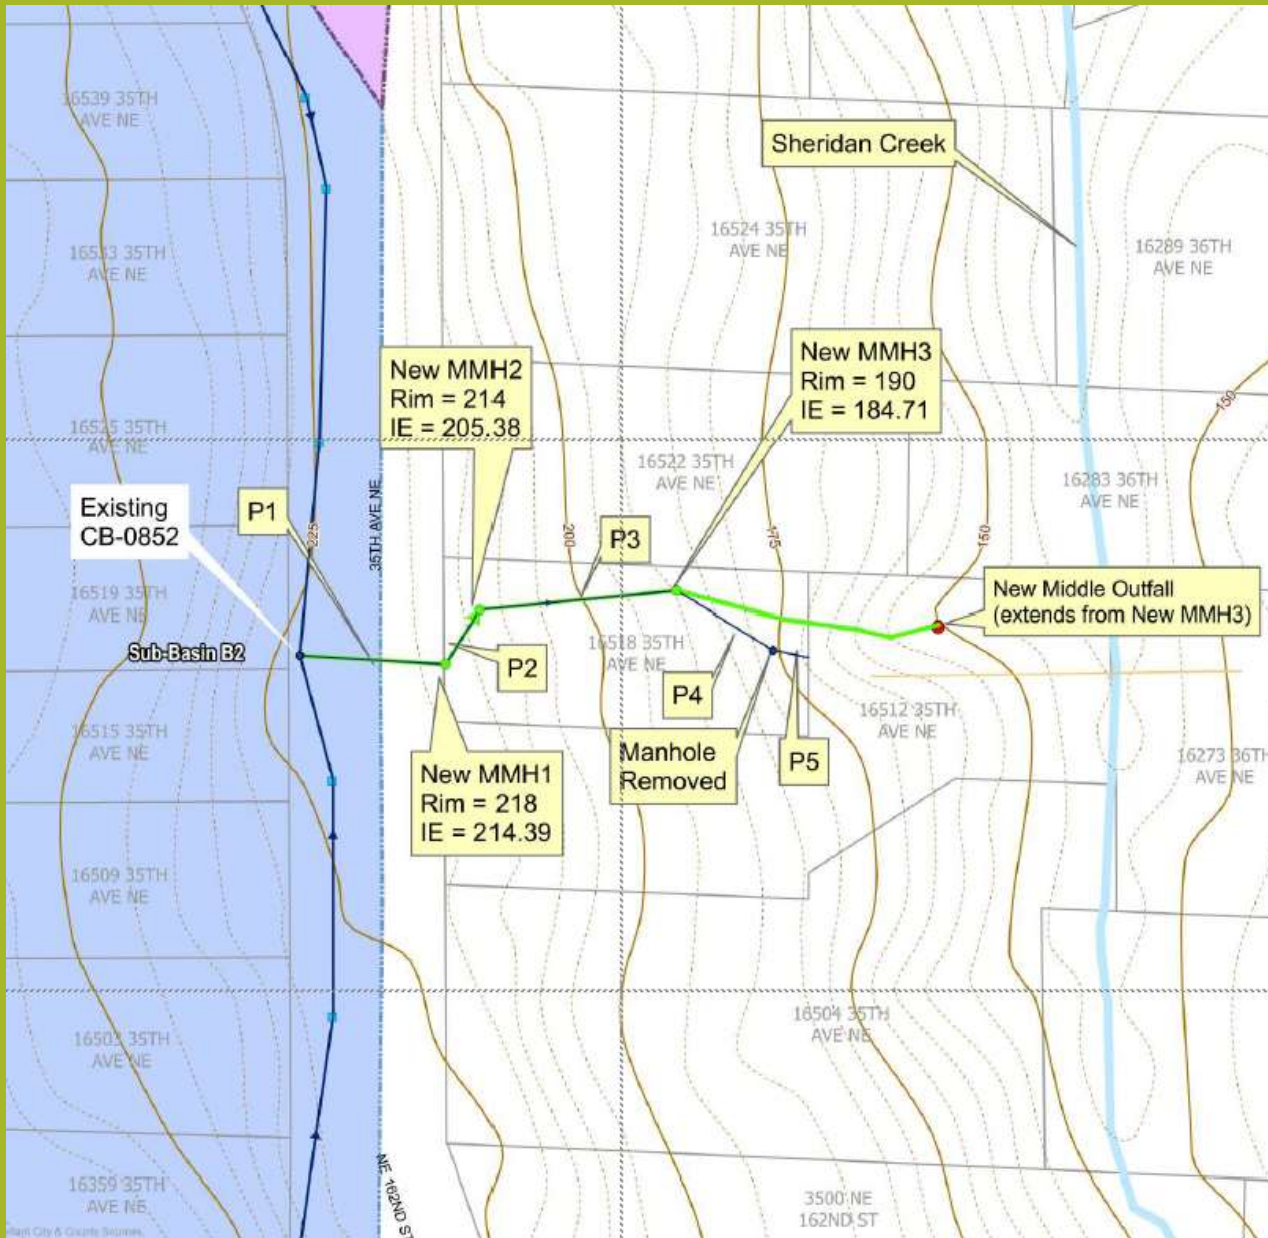 16539 35TH
AVE NE
Sheridan Creek
16524 35TH
AVE NE
16289 36TH
AVE NE
16533 35TH
AVE NE
New MMH2
Rim = 214
IE = 205.38
New MMH3
Rim = 190
IE = 184.71
150
16525 35TH
AVE NE
16522 35TH
AVE NE
16283 36TH
AVE NE
Existing
CB-0852
P1
225
35TH AVE NE
200
P3
175
150
16519 35TH
AVE NE
New Middle Outfall
(extends from New MMH3)
Sub-Basin B2
P2
16518 35TH
AVE NE
P4
16512 35TH
AVE NE
16515 35TH
AVE NE
New MMH1
Rim = 218
IE = 214.39
Manhole
Removed
P5
16273 36TH
AVE NE
16509 35TH
AVE NE
16503 35TH
AVE NE
16504 35TH
AVE NE
16359 35TH
AVE NE
NE 162ND ST
3500 NE
162ND ST
City & County Sources,